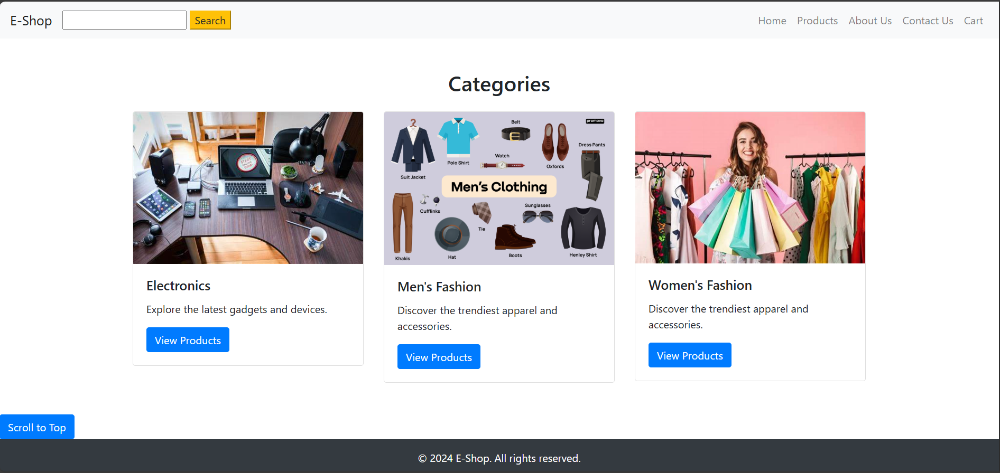 E-Shop
Search
Home Products About Us Contact Us Cart
Categories
START
ENGINE
STOP
promova
Belt
Dress Pants
Watch
Polo Shirt
Oxfords
Suit Jacket
Men's Clothing
Sunglasses
Cufflinks
Tie
Khakis
Hat
Boots
Henley Shirt
Electronics
Explore the latest gadgets and devices.
View Products
Men's Fashion
Discover the trendiest apparel and
accessories.
View Products
Women's Fashion
Discover the trendiest apparel and
accessories.
View Products
Scroll to Top
© 2024 E-Shop. All rights reserved.